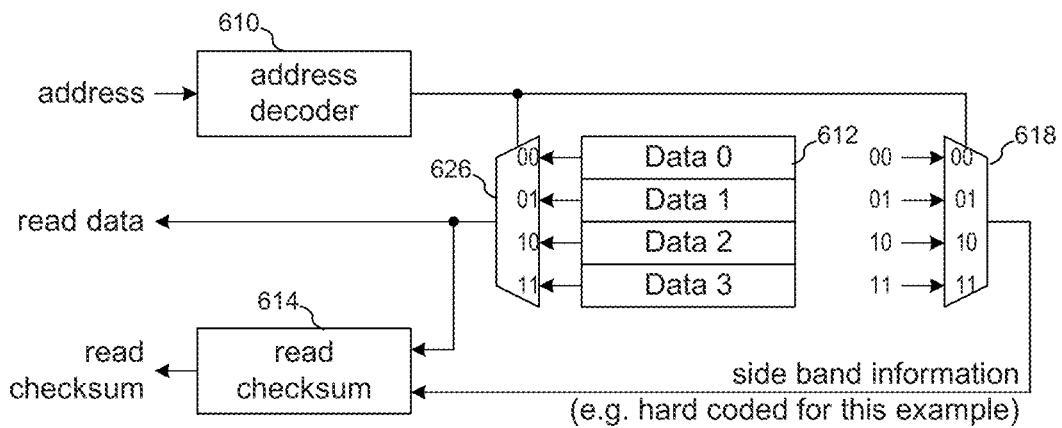 610
address
address
decoder
612
618
626
00
Data 0
00
00
01
Data 1
01
01
read data
10
Data 2
10
10
11
Data 3
11
11
614
read
checksum
read
checksum
side band information
(e.g. hard coded for this example)